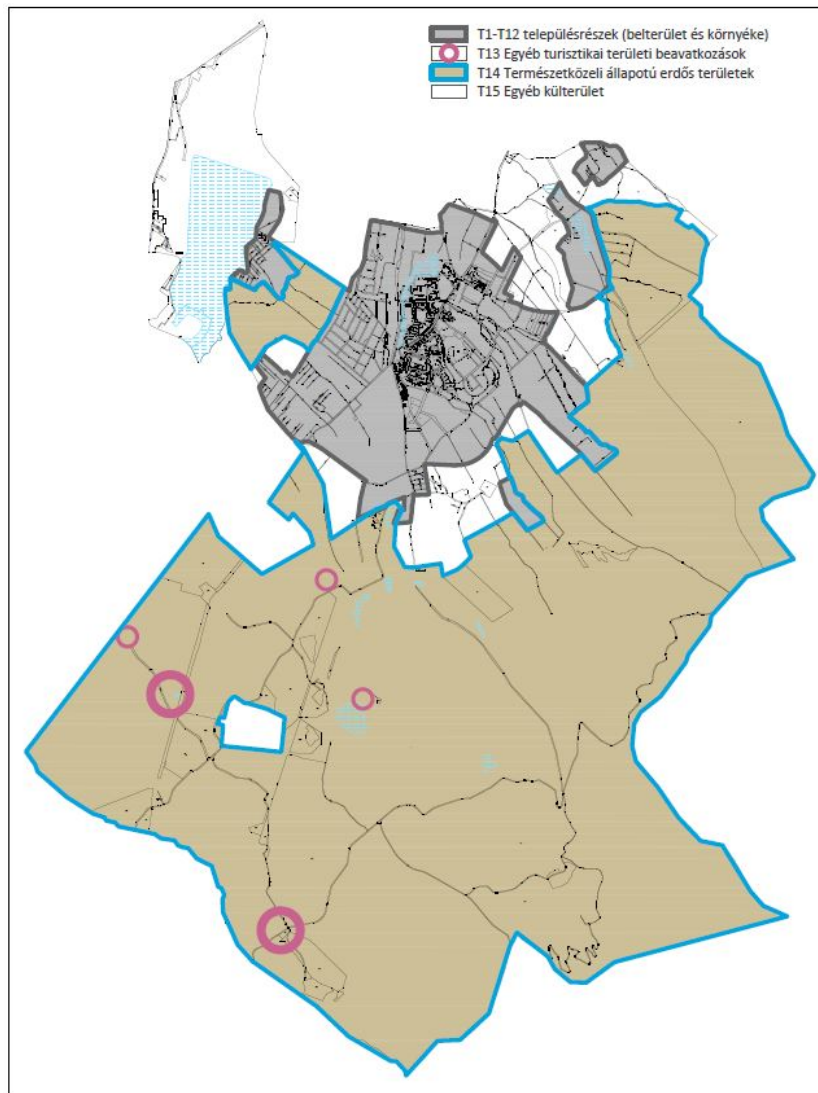 T1-T12 településrészek (belterület és környéke)
T13 Egyéb turisztikai területi beavatkozások
T14 Természetközeli állapotú erdős területek
T15 Egyéb külterület